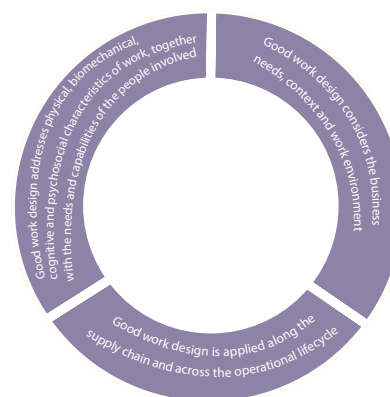 Good work design addresses physical, biomechanical,
cognitive and psychosocial characteristics of work, together
with the needs and capabilities of the people involved
Good work design considers the business
needs, context and work environment
Good work design is applied along the
supply chain and across the operational lifecycle